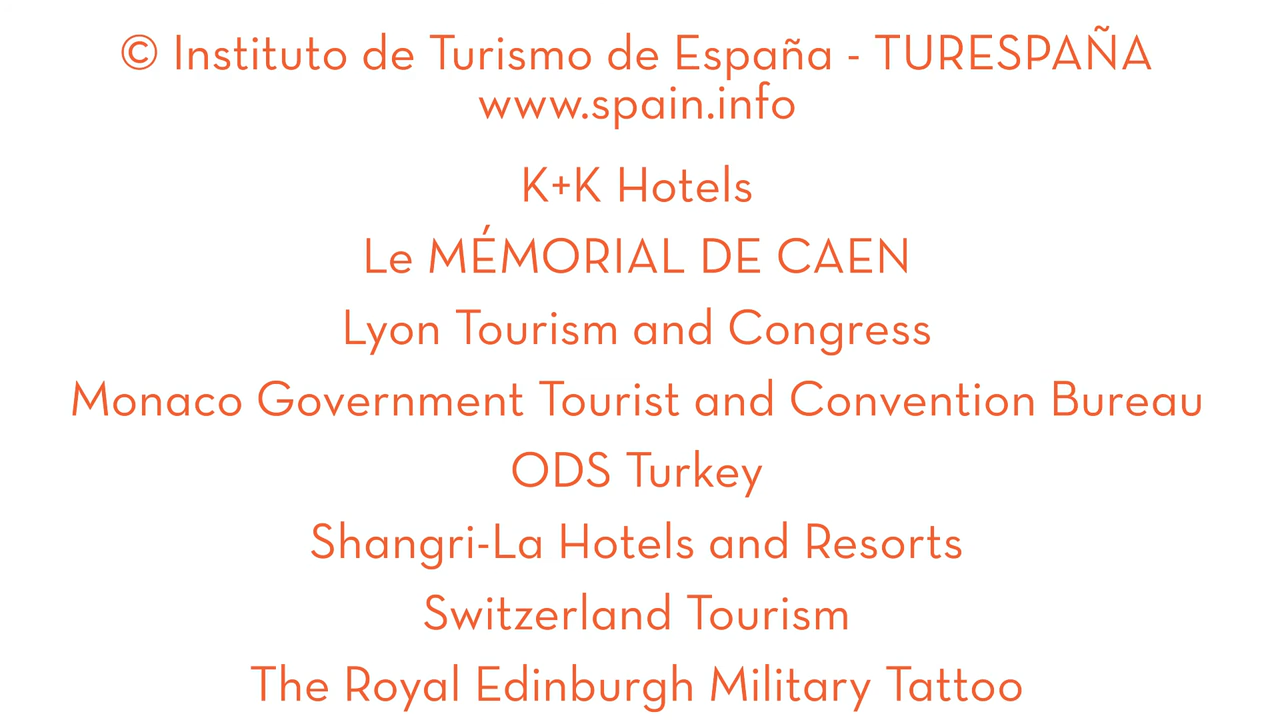 © Instituto de Turismo de España - TURESPAÑA
www.spain.info
K+K Hotels
Le MÉMORIAL DE CAEN
Lyon Tourism and Congress
Monaco Government Tourist and Convention Bureau
ODS Turkey
Shangri-La Hotels and Resorts
Switzerland Tourism
The Royal Edinburgh Military Tattoo